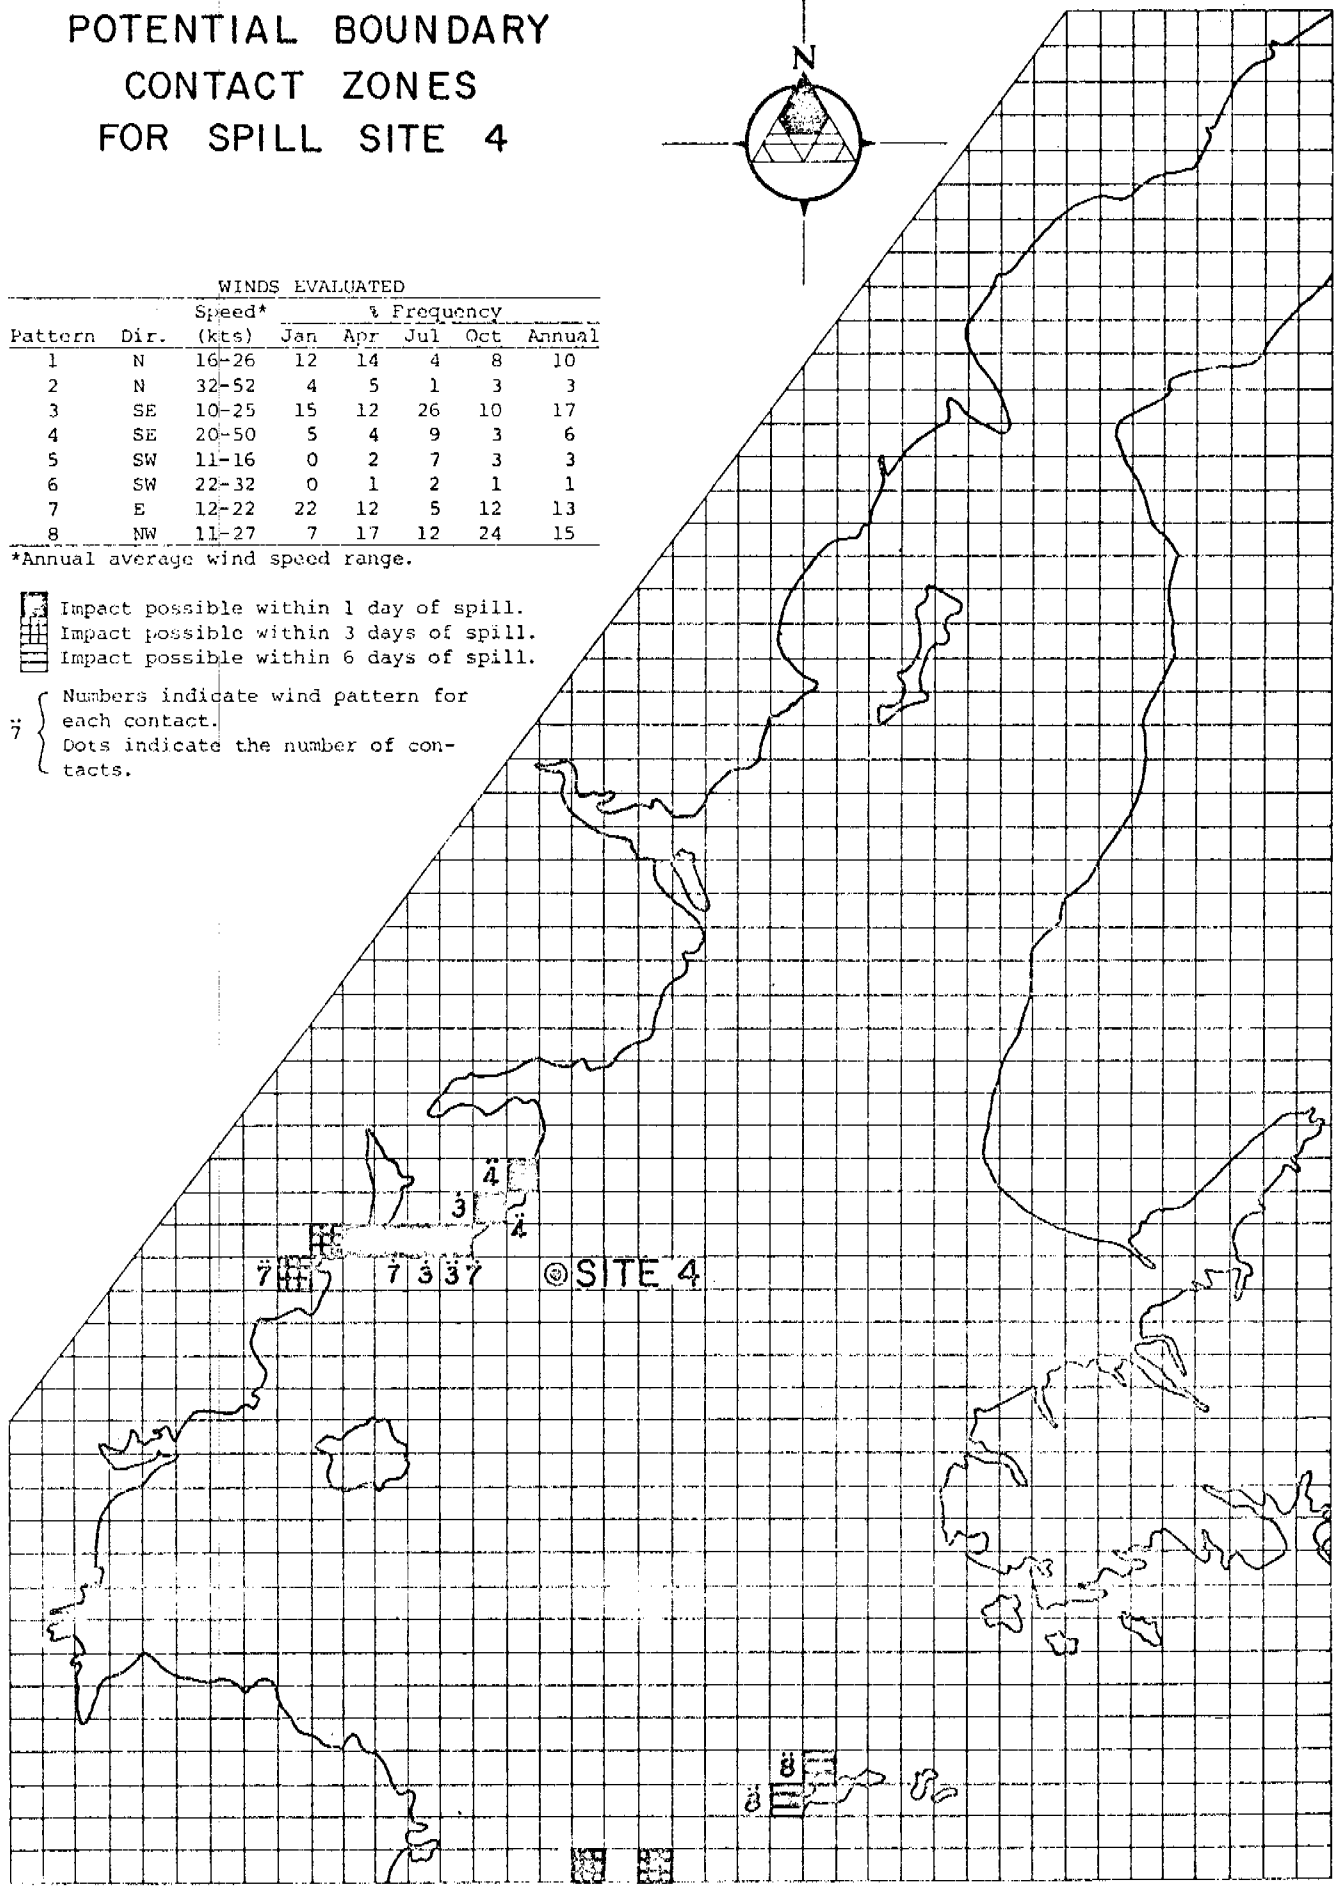 POTENTIAL BOUNDARY
CONTACT ZONES
FOR SPILL SITE 4
N
WINDS EVALUATED
Speed* % Frequency
Pattern Dir. (kts) Jan Apr Jul Oct Annual
1 N 16-26 12 14 4 8 10
2 N 32-52 4 5 1 3 3
3 SE 10-25 15 12 26 10 17
4 SE 20-50 5 4 9 3 6
5 SW 11-16 0 2 7 3 3
6 SW 22-32 0 1 2 1 1
7 E 12-22 22 12 5 12 13
8 NW 11-27 7 17 12 24 15
*Annual average wind speed range.
Impact possible within 1 day of spill.
Impact possible within 3 days of spill.
Impact possible within 6 days of spill.
Numbers indicate wind pattern for
each contact.
7
Dots indicate the number of con-
tacts.
4
3
4
7 7 3 3 7 SITE 4
8
8